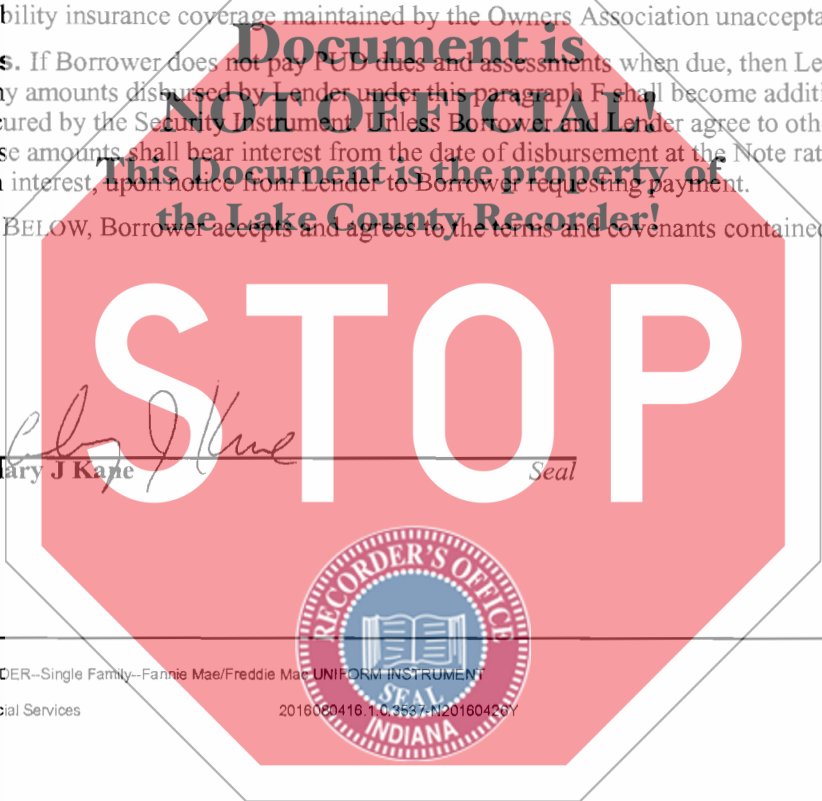 bility insurance coverage maintained by the Owners Association unaccepta
Document is
s. If Borrower does not pay PUD dues and assessments when due, then Le
y amounts disbursed by Lender under this paragraph F shall become additi
NOT OFFICIAL!
cured by the Security Instrument. Unless Borrower and Lender agree to oth
se amounts shall bear interest from the date of disbursement at the Note rat
This Document is the property of
interest, upon notice from Lender to Borrower requesting payment.
the Lake County Recorder!
BELOW, Borrower accepts and agrees to the terms and covenants contained
STOP
ary J Kane
Seal
RECORDER'S OFFICE
DER--Single Family--Fannie Mae/Freddie Mac UNIFORM INSTRUMENT
SEAL
cial Services
2016080416.1.0.3537-N20160426Y
INDIANA